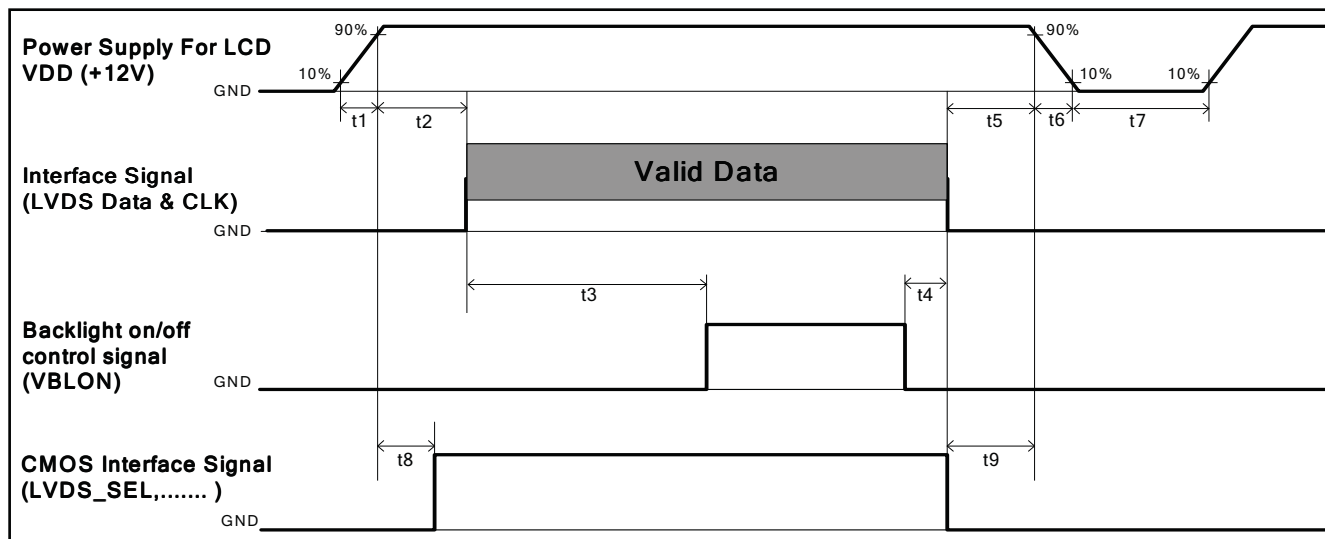 Power Supply For LCD
VDD (+12V)
90%
10%
GND
90%
10%
10%
t1
t2
t5
t6
t7
Interface Signal
(LVDS Data & CLK)
Valid Data
GND
t3
t4
Backlight on/off
control signal
(VBLON)
GND
CMOS Interface Signal
(LVDS_SEL,....... )
t8
t9
GND